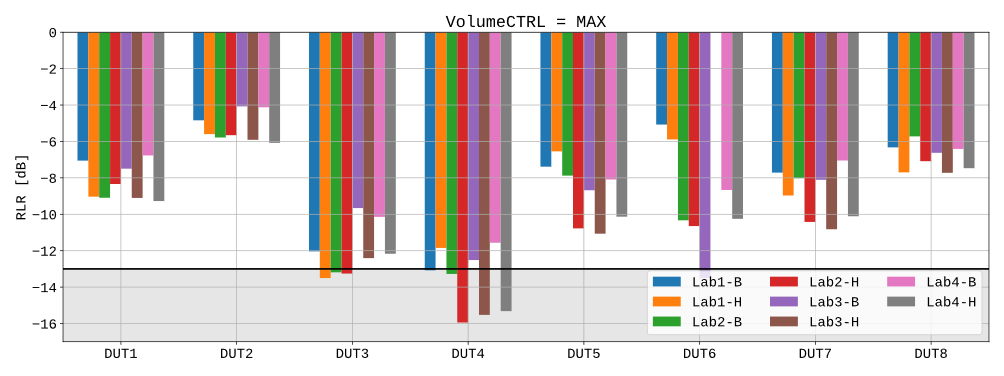 VolumeCTRL = MAX
RLR [dB]
0
−2
−4
−6
−8
−10
−12
−14
−16
DUT1 DUT2 DUT3 DUT4 DUT5 DUT6 DUT7 DUT8
Lab1-B
Lab1-H
Lab2-B
Lab2-H
Lab3-B
Lab3-H
Lab4-B
Lab4-H